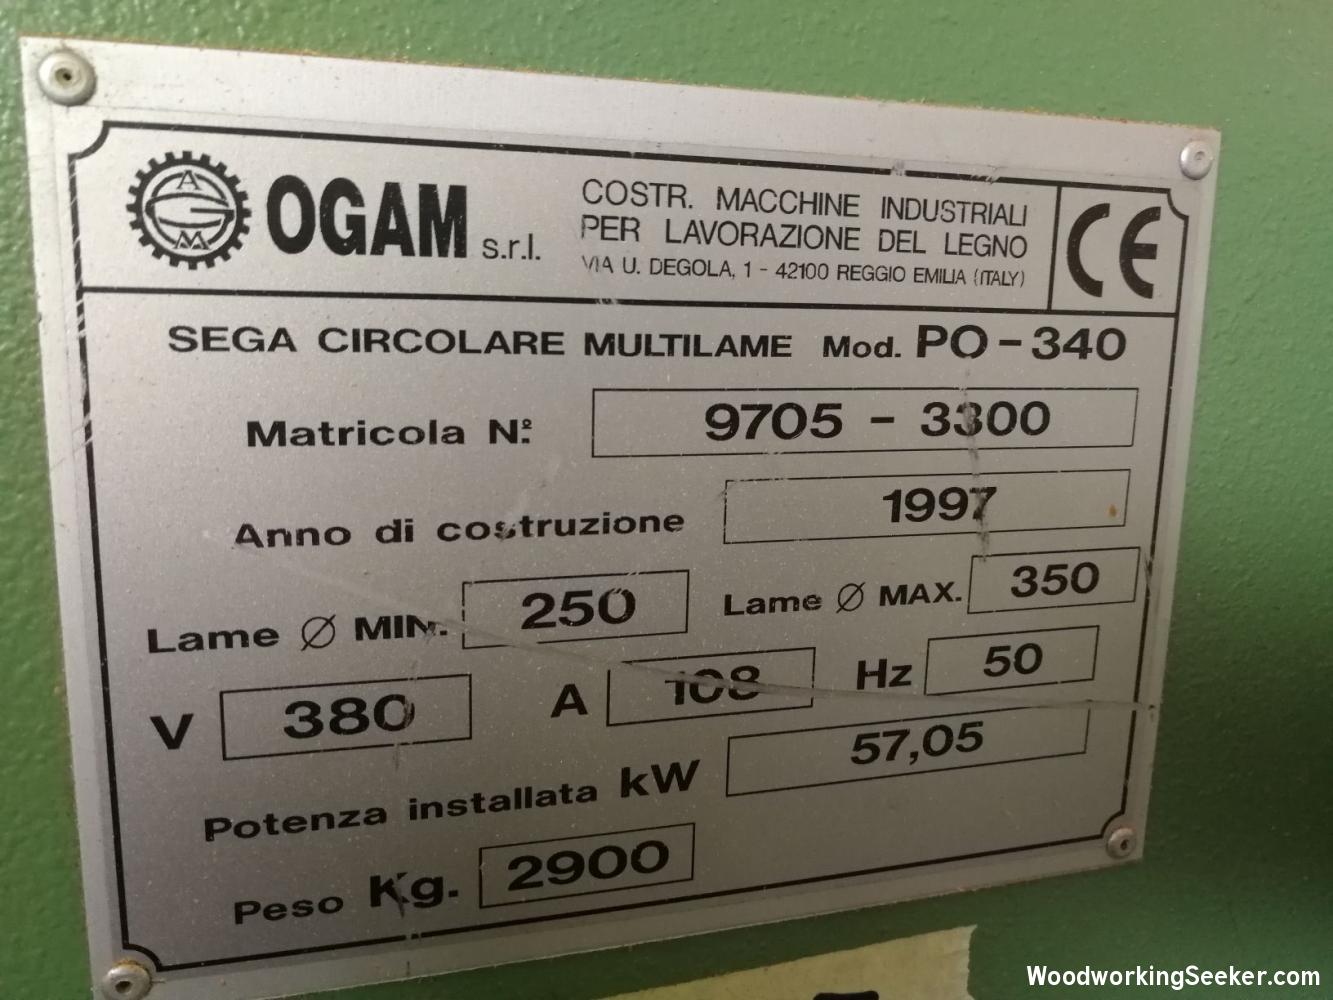 AGM
OGAM s.r.l.
COSTR. MACCHINE INDUSTRIALI
PER LAVORAZIONE DEL LEGNO
VIA U. DEGOLA, 1 - 42100 REGGIO EMILIA (ITALY)
CE
SEGA CIRCOLARE MULTILAME Mod. PO-340
Matricola N.º 9705 - 3300
Anno di costruzione 1997
Lame Ø MIN. 250 Lame Ø MAX. 350
V 380 A 108 Hz 50
Potenza installata kW 57,05
Peso Kg. 2900
WoodworkingSeeker.com